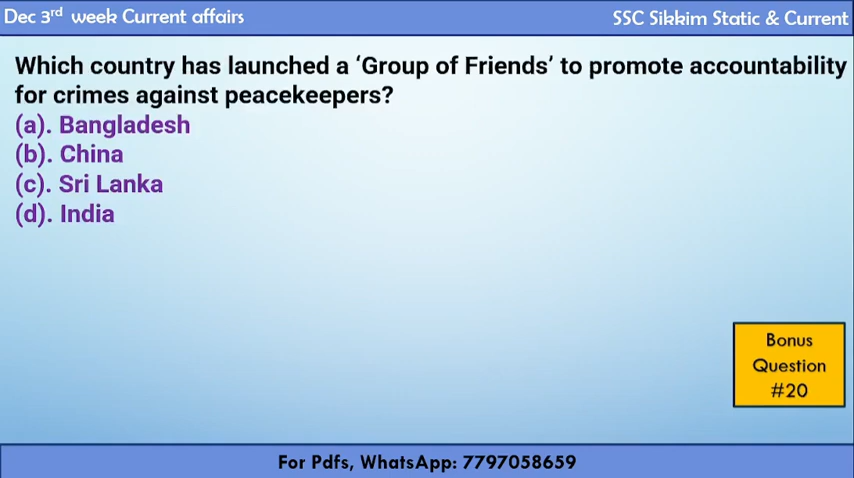 Dec 3rd week Current affairs
SSC Sikkim Static & Current
Which country has launched a ‘Group of Friends’ to promote accountability
for crimes against peacekeepers?
(a). Bangladesh
(b). China
(c). Sri Lanka
(d). India
Bonus
Question
#20
For Pdfs, WhatsApp: 7797058659